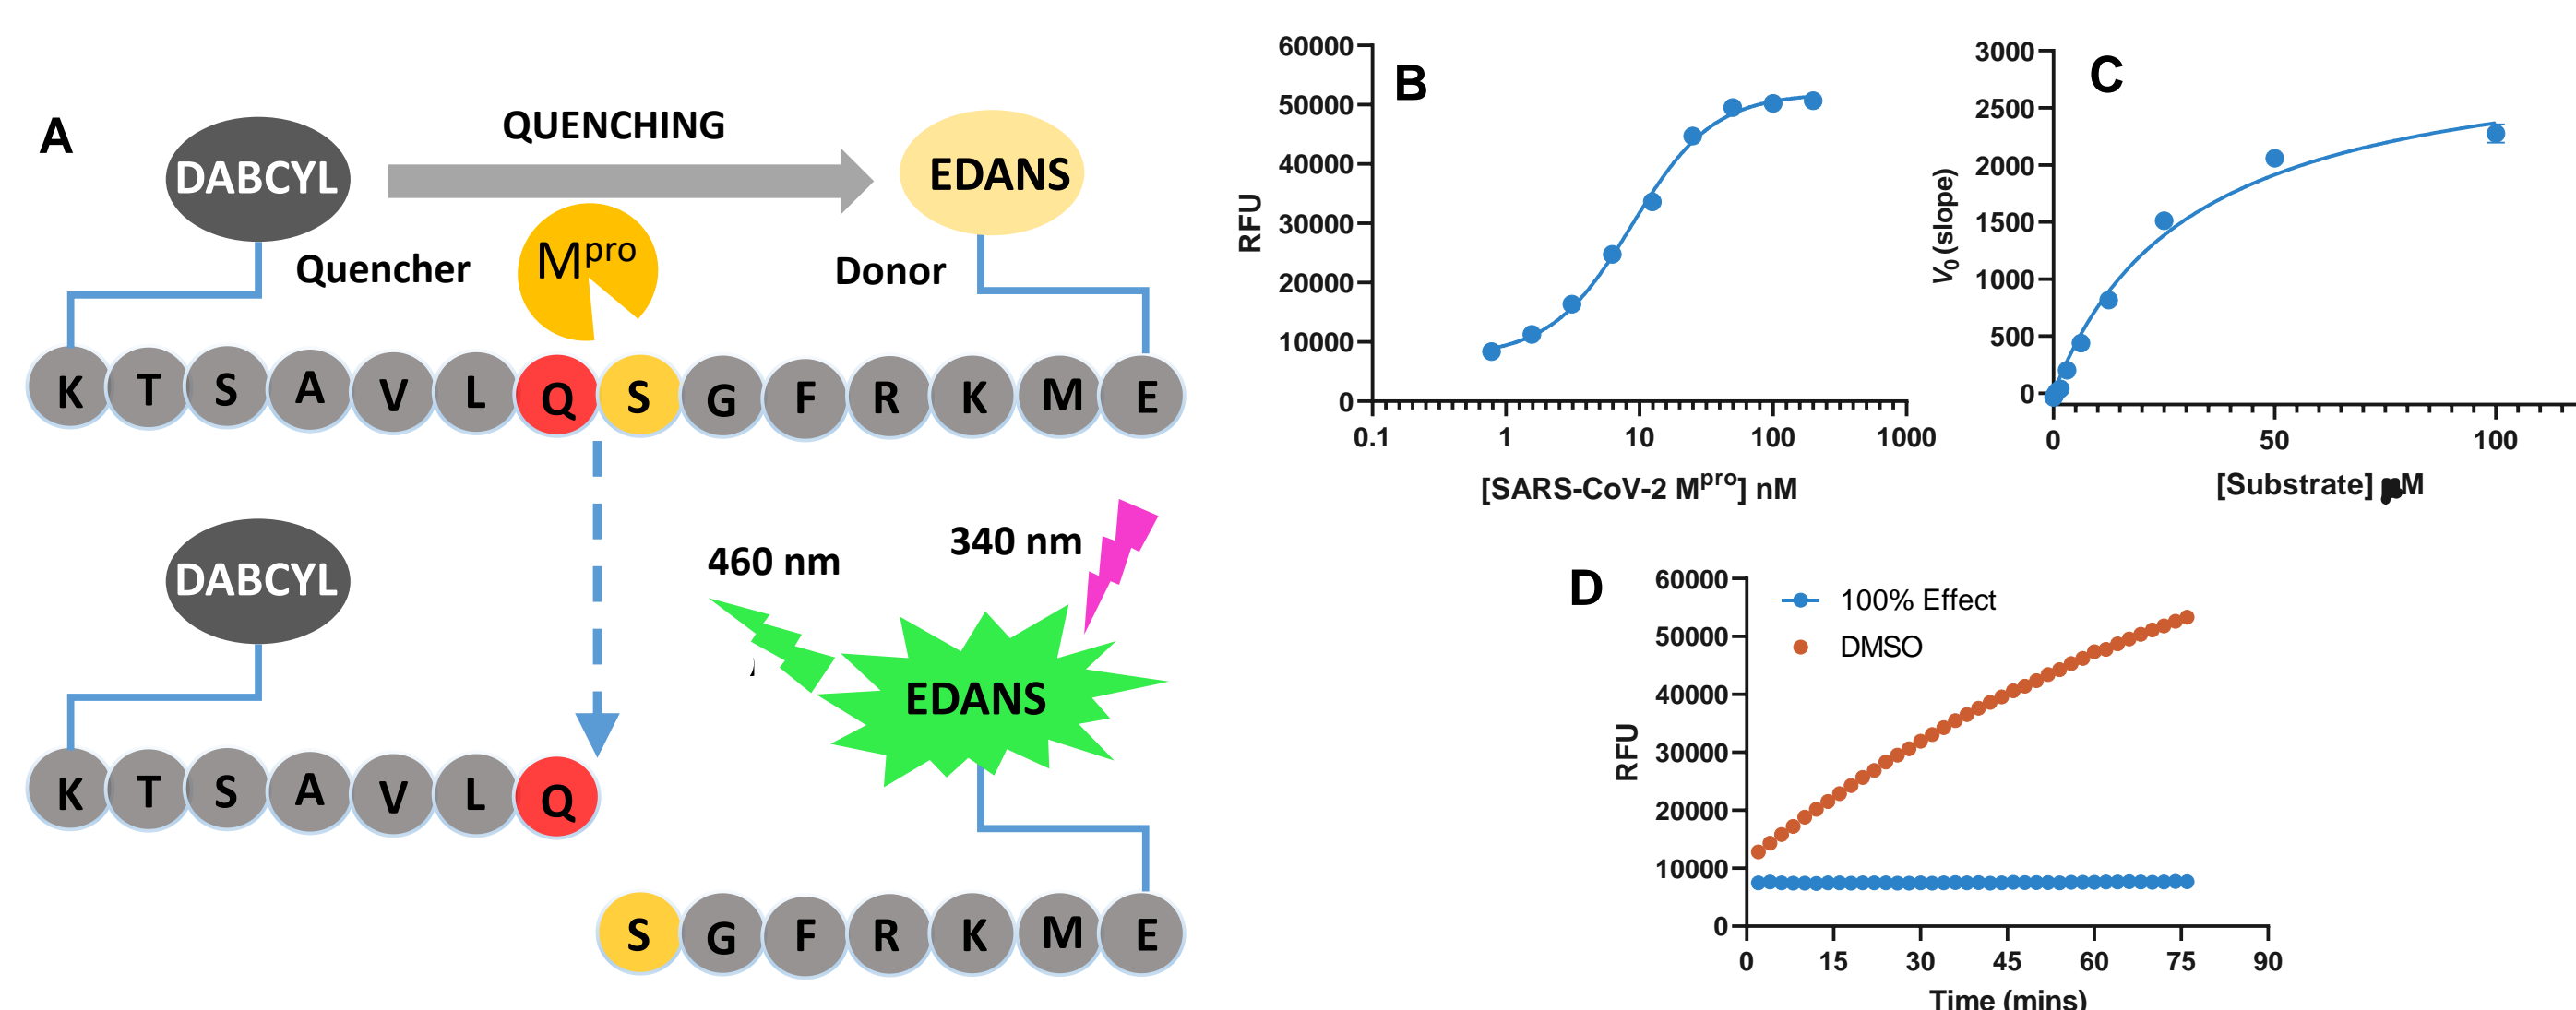 A
DABCYL
QUENCHING
EDANS
Quencher
M^pro
Donor
K T S A V L Q S G F R K M E
DABCYL
460 nm
340 nm
EDANS
K T S A V L Q
S G F R K M E
B
60000
50000
40000
30000
20000
10000
0
RFU
0.1 1 10 100 1000
[SARS-CoV-2 M^pro] nM
C
3000
2500
2000
1500
1000
500
0
V₀ (slope)
0 50 100
[Substrate] µM
D
60000
50000
40000
30000
20000
10000
0
RFU
100% Effect
DMSO
0 15 30 45 60 75 90
Time (mins)